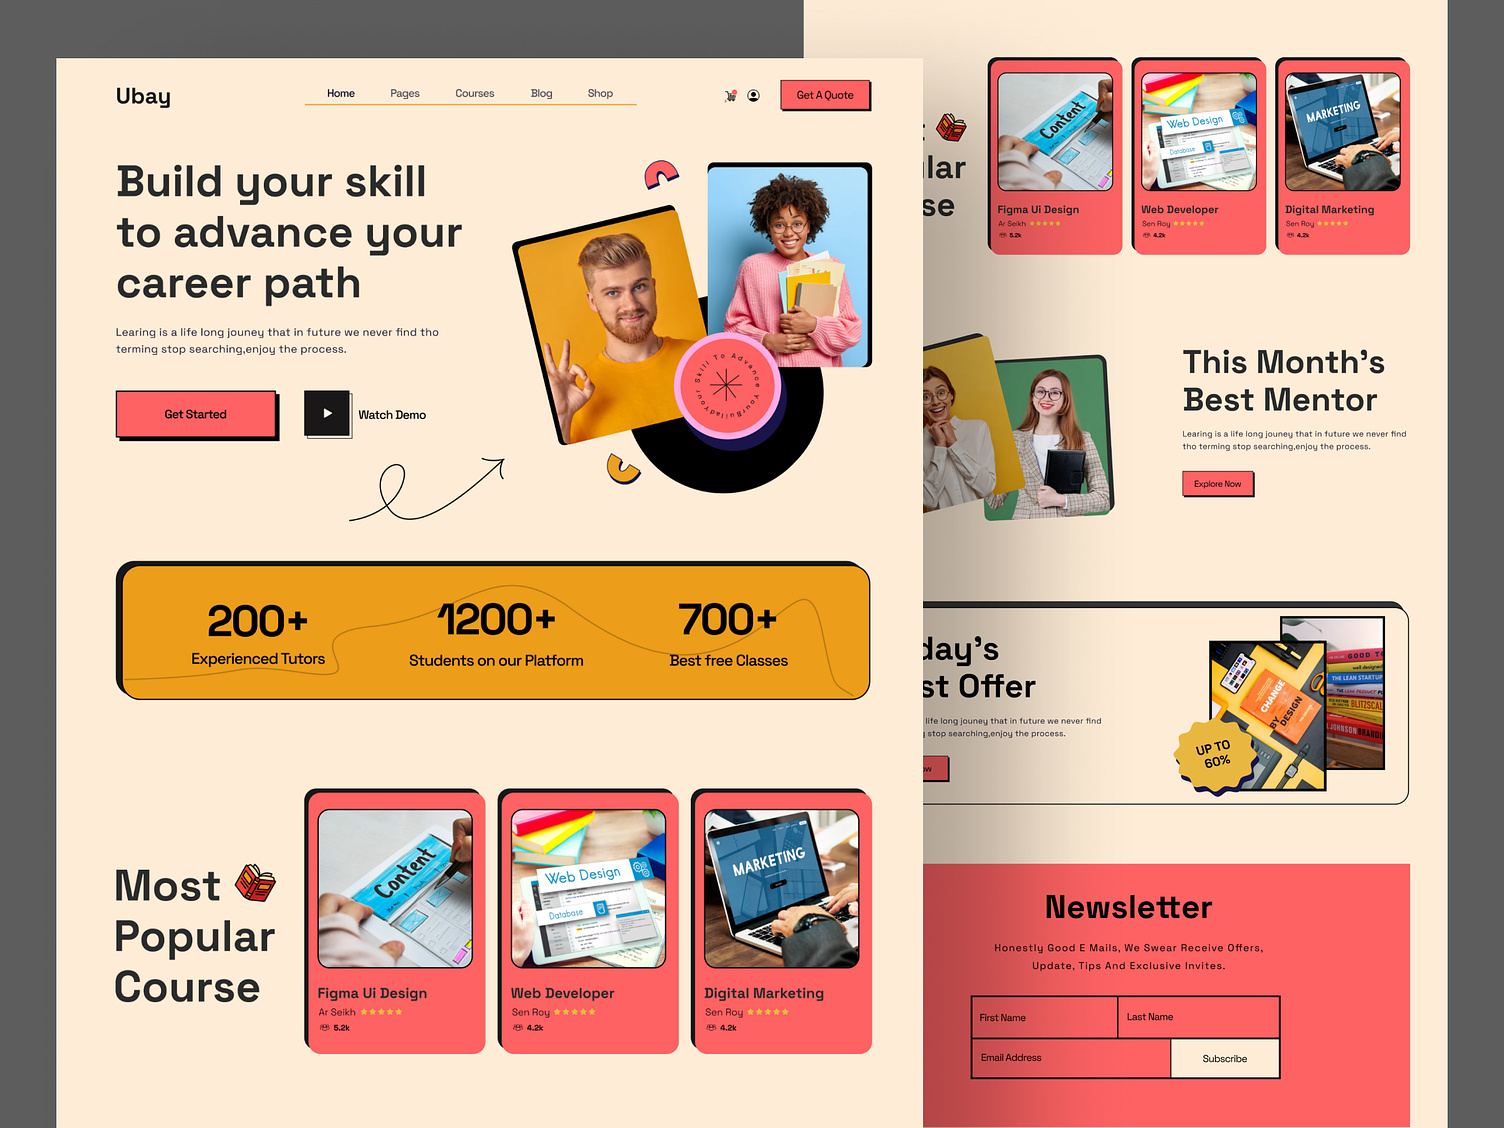 Ubay
Home
Pages
Courses
Blog
Shop
Get A Quote
Build your skill
to advance your
career path
Learing is a life long jouney that in future we never find tho
terming stop searching,enjoy the process.
Get Started
Watch Demo
Your Skill To Advance Your
200+
Experienced Tutors
1200+
Students on our Platform
700+
Best free Classes
Most
Popular
Course
Content
Figma Ui Design
Ar Seikh
5.2k
Web Design
Database
Web Developer
Sen Roy
4.2k
MARKETING
Digital Marketing
Sen Roy
4.2k
lar
se
Content
Figma Ui Design
Ar Seikh
5.2k
Web Design
Database
Web Developer
Sen Roy
4.2k
MARKETING
Digital Marketing
Sen Roy
4.2k
This Month's
Best Mentor
Learing is a life long jouney that in future we never find
tho terming stop searching,enjoy the process.
Explore Now
day's
st Offer
life long jouney that in future we never find
stop searching,enjoy the process.
ow
UP TO
60%
CHANGE
BY
DESIGN
GOOD TO
THE LEAN STARTUP
THE LEAN PRODUCT
BLITZSCAL
JOHNSON BRANDI
Newsletter
Honestly Good E Mails, We Swear Receive Offers,
Update, Tips And Exclusive Invites.
First Name
Last Name
Email Address
Subscribe